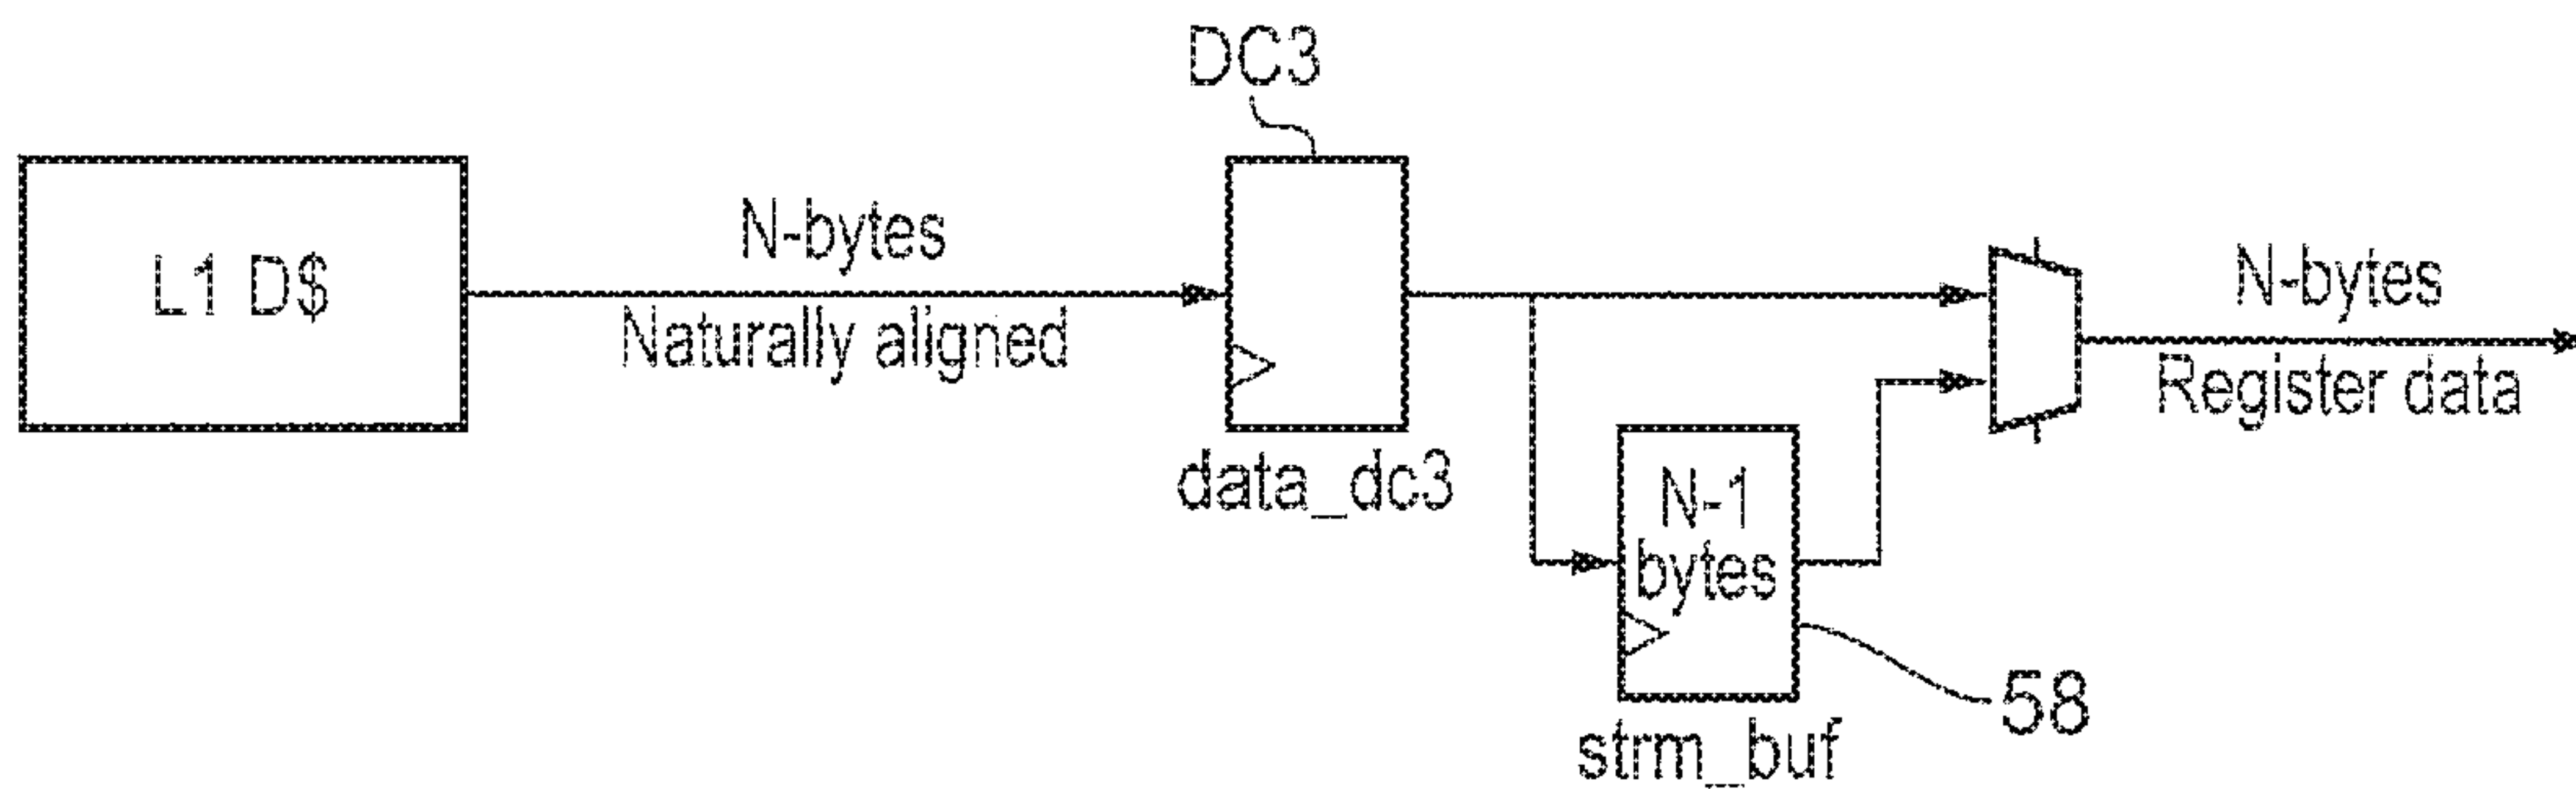 DC3
L1 D$
N-bytes
Naturally aligned
data_dc3
N-1
bytes
strm_buf
58
N-bytes
Register data